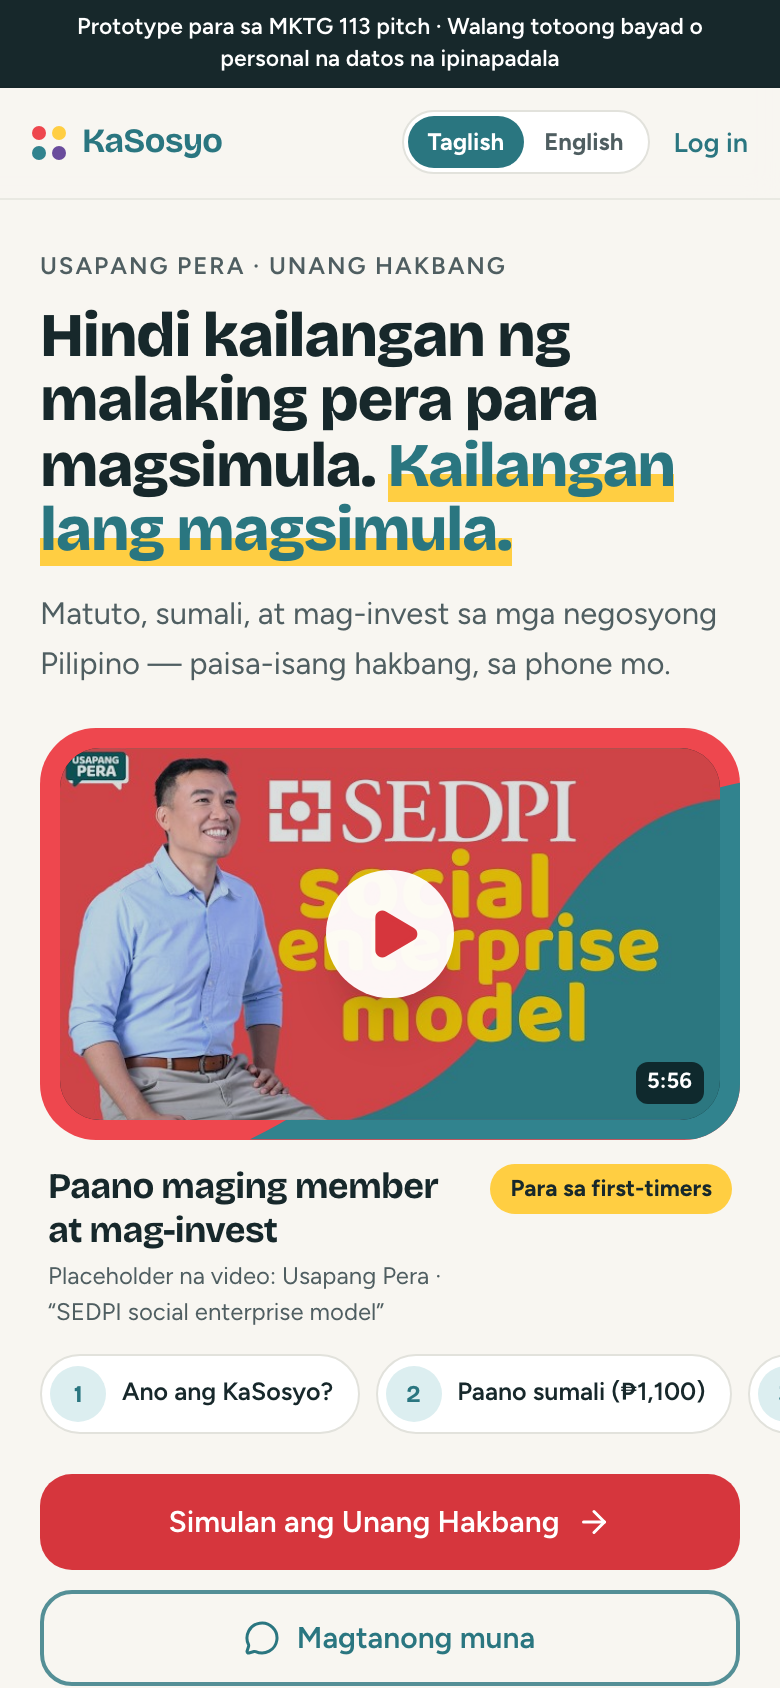 Prototype para sa MKTG 113 pitch · Walang totoong bayad o
personal na datos na ipinapadala
KaSosyo
Taglish
English
Log in
USAPANG PERA · UNANG HAKBANG
Hindi kailangan ng
malaking pera para
magsimula. Kailangan
lang magsimula.
Matuto, sumali, at mag-invest sa mga negosyong
Pilipino — paisa-isang hakbang, sa phone mo.
USAPANG
PERA
SEDPI
social
enterprise
model
5:56
Paano maging member
at mag-invest
Para sa first-timers
Placeholder na video: Usapang Pera ·
“SEDPI social enterprise model”
1 Ano ang KaSosyo?
2 Paano sumali (₱1,100)
Simulan ang Unang Hakbang →
Magtanong muna